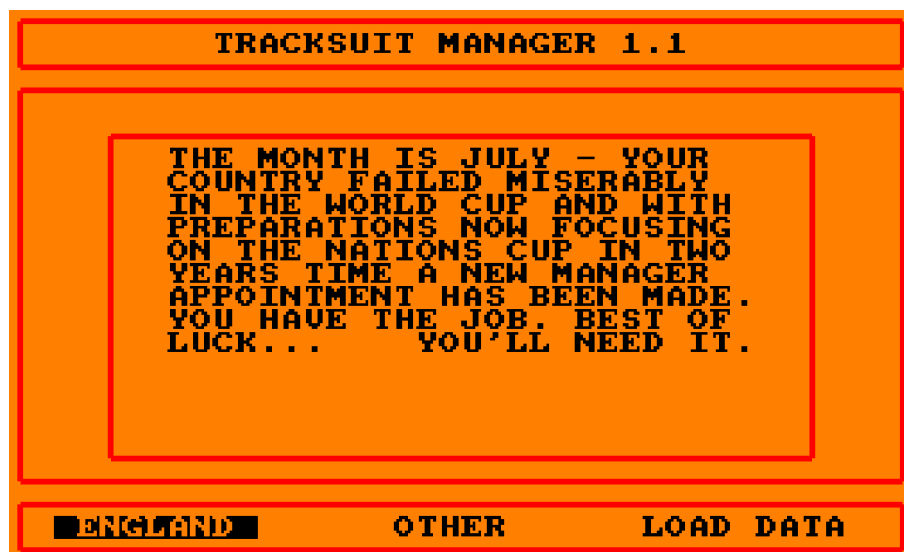 TRACKSUIT MANAGER 1.1
THE MONTH IS JULY - YOUR
COUNTRY FAILED MISERABLY
IN THE WORLD CUP AND WITH
PREPARATIONS NOW FOCUSING
ON THE NATIONS CUP IN TWO
YEARS TIME A NEW MANAGER
APPOINTMENT HAS BEEN MADE.
YOU HAVE THE JOB. BEST OF
LUCK... YOU'LL NEED IT.
ENGLAND OTHER LOAD DATA